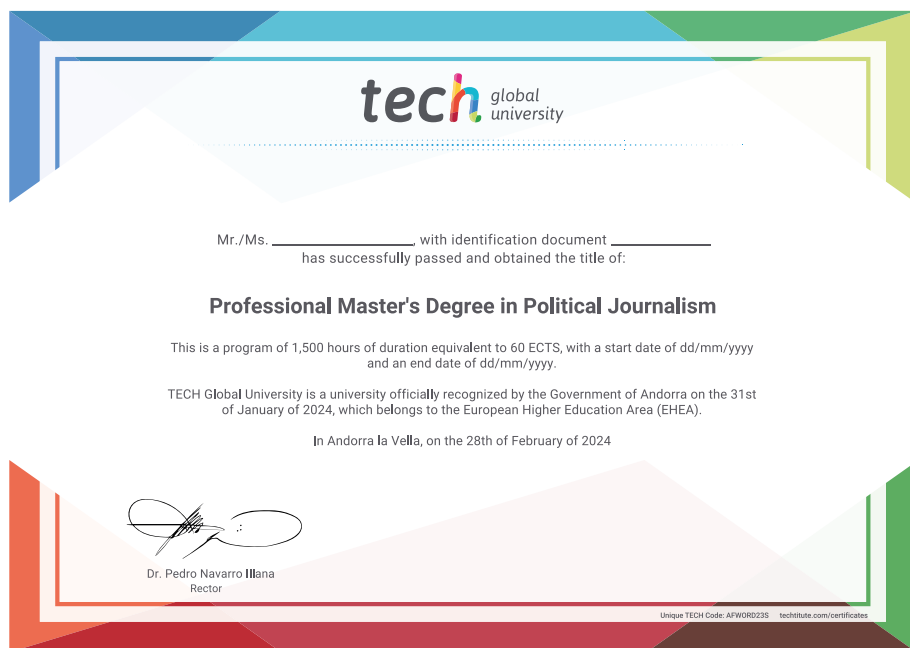 tech global university
Mr./Ms. ___________________, with identification document _____________
has successfully passed and obtained the title of:
Professional Master's Degree in Political Journalism
This is a program of 1,500 hours of duration equivalent to 60 ECTS, with a start date of dd/mm/yyyy
and an end date of dd/mm/yyyy.
TECH Global University is a university officially recognized by the Government of Andorra on the 31st
of January of 2024, which belongs to the European Higher Education Area (EHEA).
In Andorra la Vella, on the 28th of February of 2024
Dr. Pedro Navarro Illana
Rector
Unique TECH Code: AFWORD23S techtitute.com/certificates